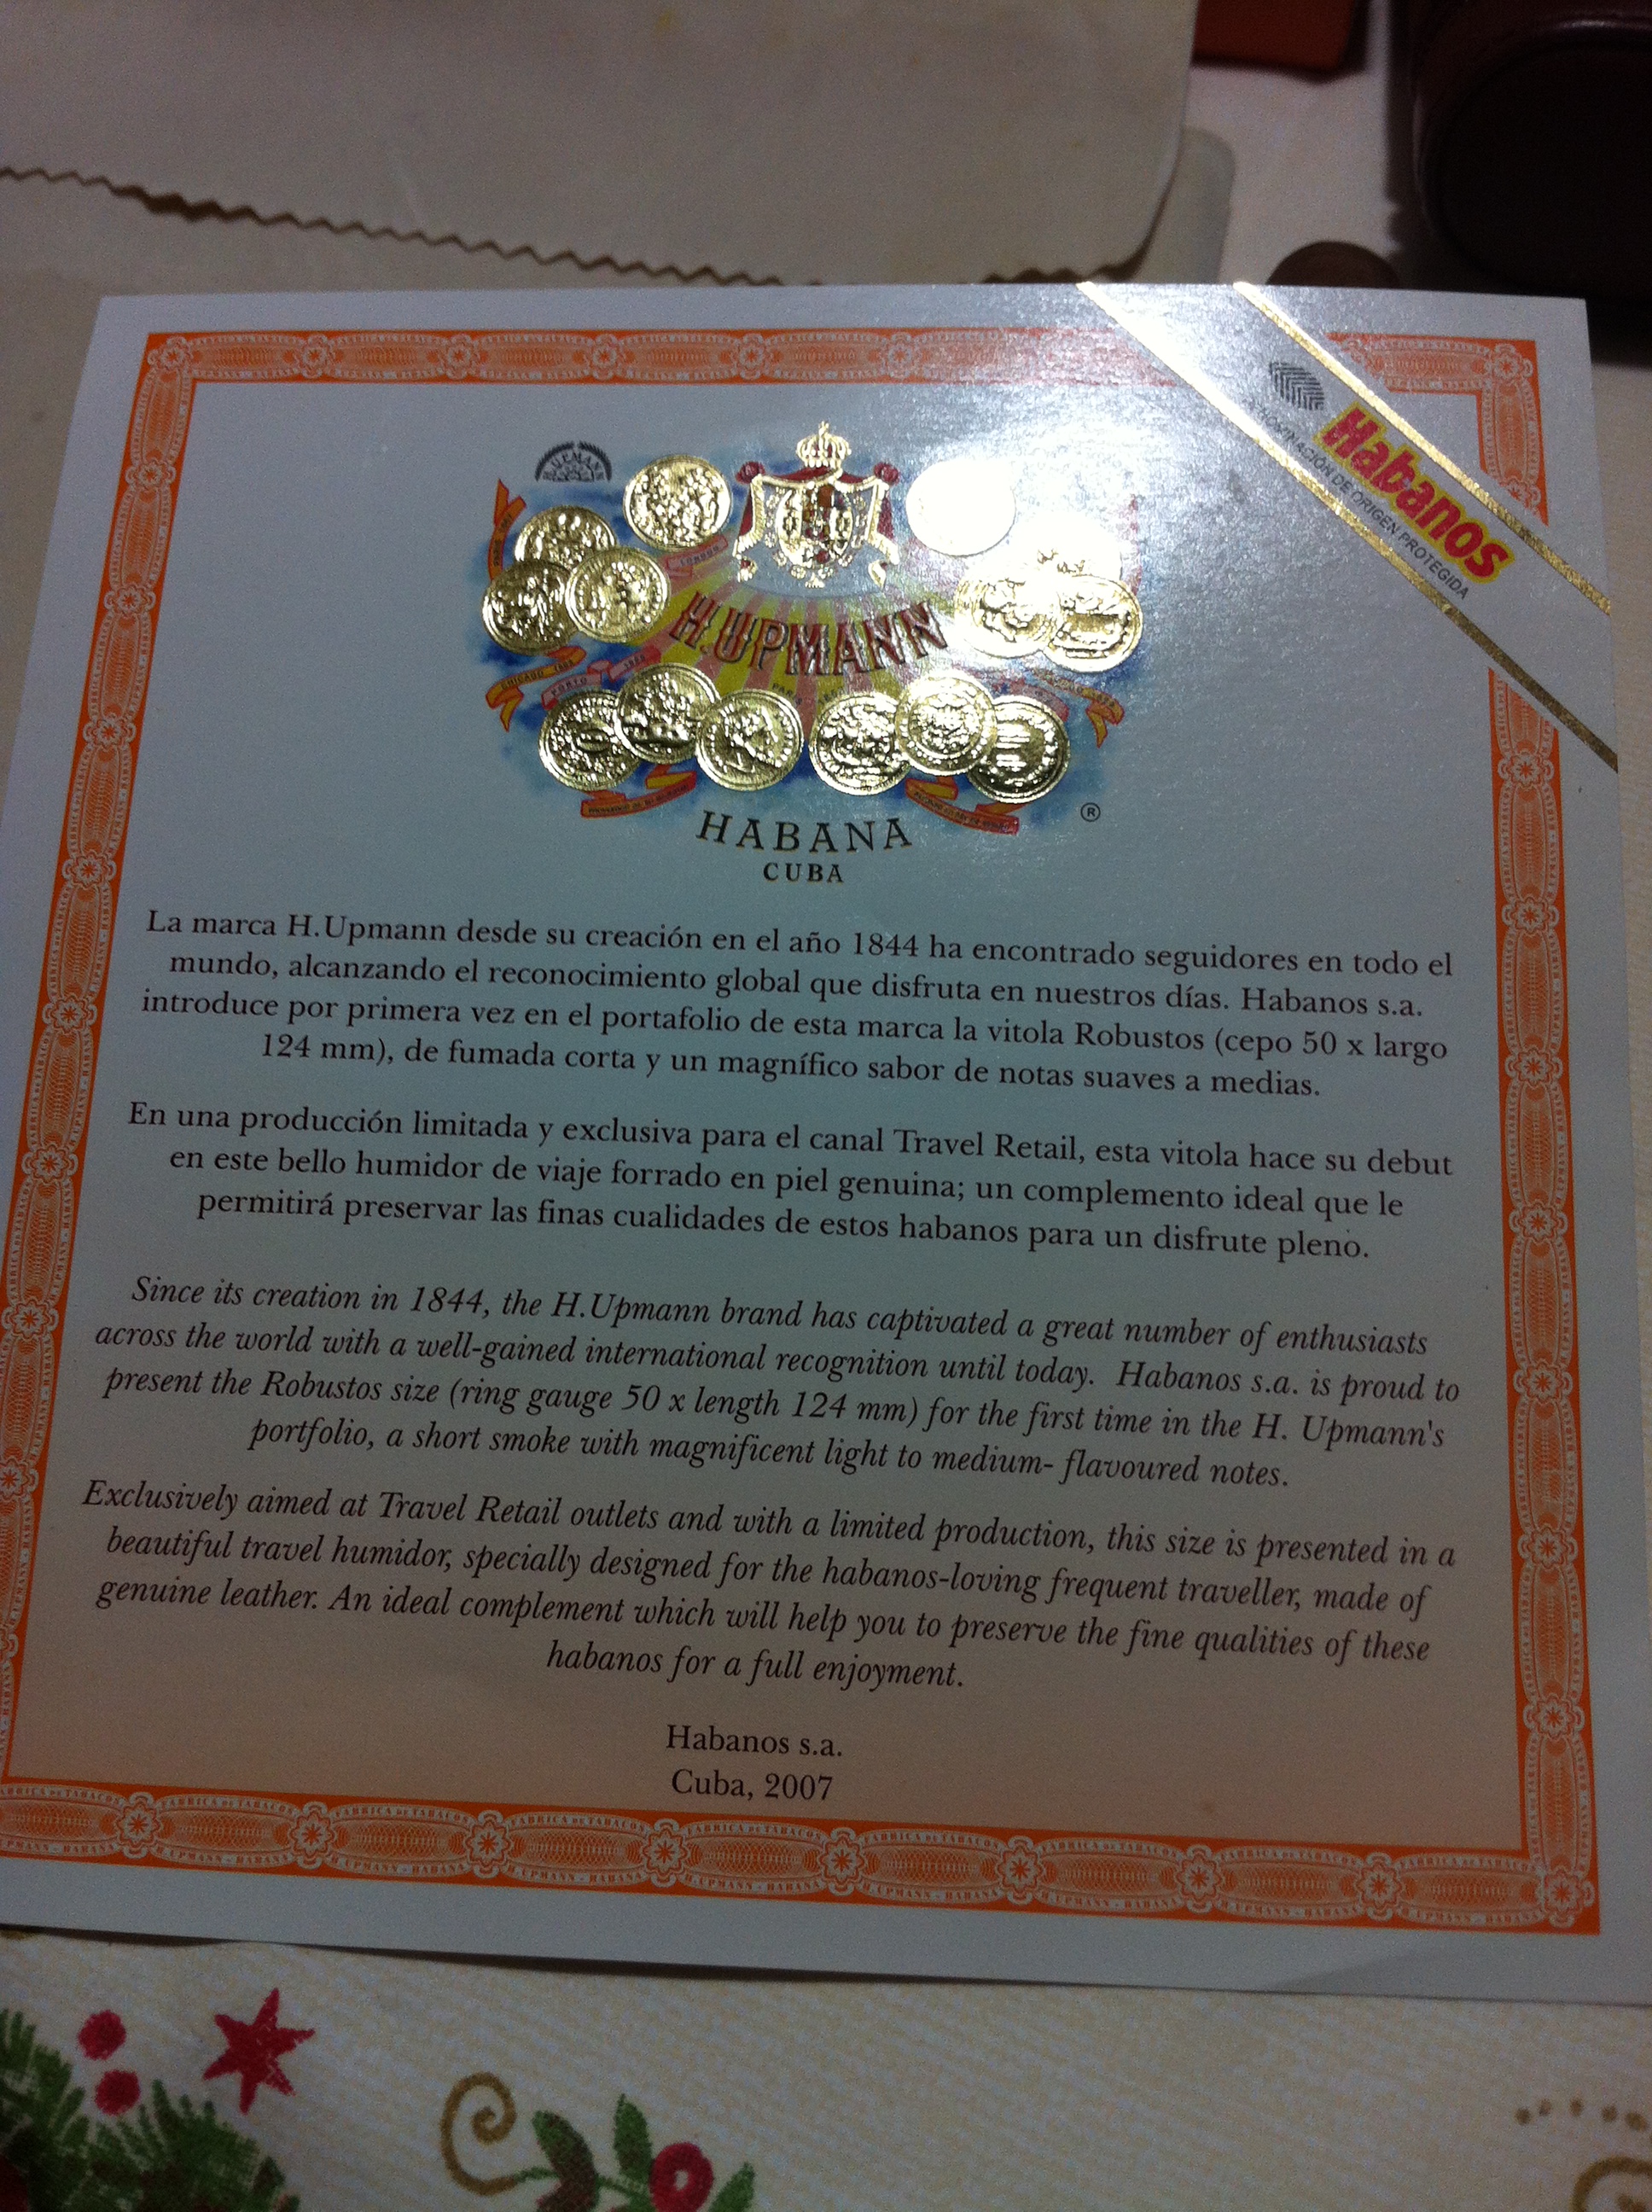 H.UPMANN
Habanos
DENOMINACIÓN DE ORIGEN PROTEGIDA
H.UPMANN
HABANA
CUBA
®
La marca H.Upmann desde su creación en el año 1844 ha encontrado seguidores en todo el
mundo, alcanzando el reconocimiento global que disfruta en nuestros días. Habanos s.a.
introduce por primera vez en el portafolio de esta marca la vitola Robustos (cepo 50 x largo
124 mm), de fumada corta y un magnífico sabor de notas suaves a medias.
En una producción limitada y exclusiva para el canal Travel Retail, esta vitola hace su debut
en este bello humidor de viaje forrado en piel genuina; un complemento ideal que le
permitirá preservar las finas cualidades de estos habanos para un disfrute pleno.
Since its creation in 1844, the H.Upmann brand has captivated a great number of enthusiasts
across the world with a well-gained international recognition until today. Habanos s.a. is proud to
present the Robustos size (ring gauge 50 x length 124 mm) for the first time in the H. Upmann's
portfolio, a short smoke with magnificent light to medium- flavoured notes.
Exclusively aimed at Travel Retail outlets and with a limited production, this size is presented in a
beautiful travel humidor, specially designed for the habanos-loving frequent traveller, made of
genuine leather. An ideal complement which will help you to preserve the fine qualities of these
habanos for a full enjoyment.
Habanos s.a.
Cuba, 2007
FABRICA DE TABACOS
H.UPMANN - HABANA